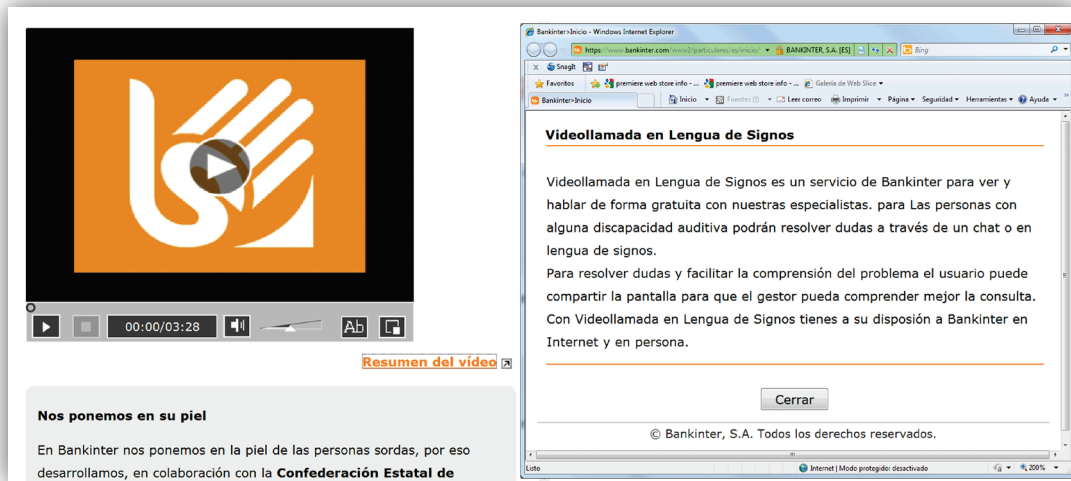 00:00/03:28
Ab
Resumen del vídeo
Nos ponemos en su piel
En Bankinter nos ponemos en la piel de las personas sordas, por eso
desarrollamos, en colaboración con la Confederación Estatal de
Bankinter>Inicio - Windows Internet Explorer
https://www.bankinter.com/www2/particulares/es/inicio/
BANKINTER, S.A. [ES]
Bing
x SnagIt
Favoritos premiere web store info - ... premiere web store info - ... Galería de Web Slice
Bankinter>Inicio
Inicio Fuentes (J) Leer correo Imprimir Página Seguridad Herramientas Ayuda »
Videollamada en Lengua de Signos
Videollamada en Lengua de Signos es un servicio de Bankinter para ver y
hablar de forma gratuita con nuestras especialistas. para Las personas con
alguna discapacidad auditiva podrán resolver dudas a través de un chat o en
lengua de signos.
Para resolver dudas y facilitar la comprensión del problema el usuario puede
compartir la pantalla para que el gestor pueda comprender mejor la consulta.
Con Videollamada en Lengua de Signos tienes a su disposión a Bankinter en
Internet y en persona.
Cerrar
© Bankinter, S.A. Todos los derechos reservados.
Listo
Internet | Modo protegido: desactivado
200%